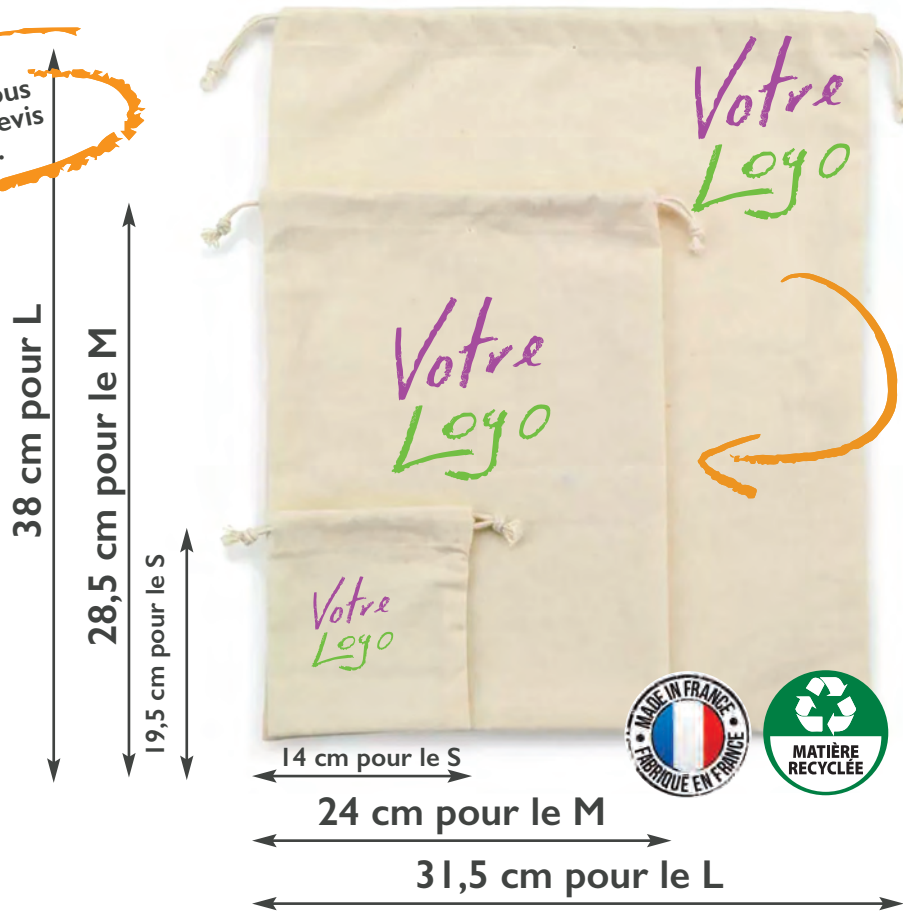 evis
.
Votre
Logo
Votre
Logo
Votre
Logo
38 cm pour L
28,5 cm pour le M
19,5 cm pour le S
MADE IN FRANCE
FABRIQUÉ EN FRANCE
MATIÈRE
RECYCLÉE
14 cm pour le S
24 cm pour le M
31,5 cm pour le L